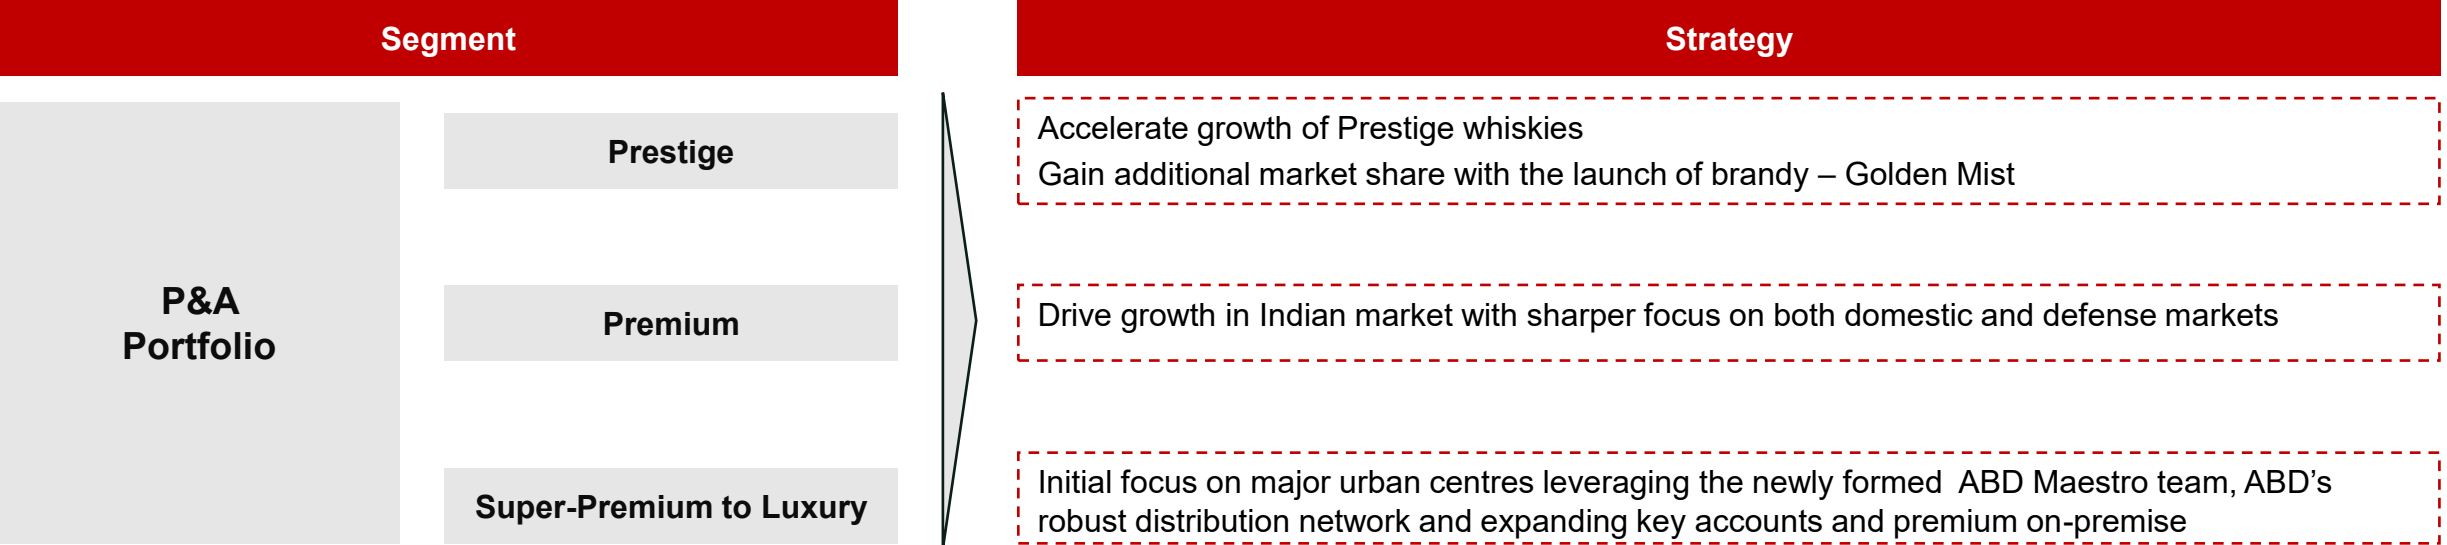 Segment
Strategy
P&A
Portfolio
Prestige
Accelerate growth of Prestige whiskies
Gain additional market share with the launch of brandy – Golden Mist
Premium
Drive growth in Indian market with sharper focus on both domestic and defense markets
Super-Premium to Luxury
Initial focus on major urban centres leveraging the newly formed  ABD Maestro team, ABD’s
robust distribution network and expanding key accounts and premium on-premise